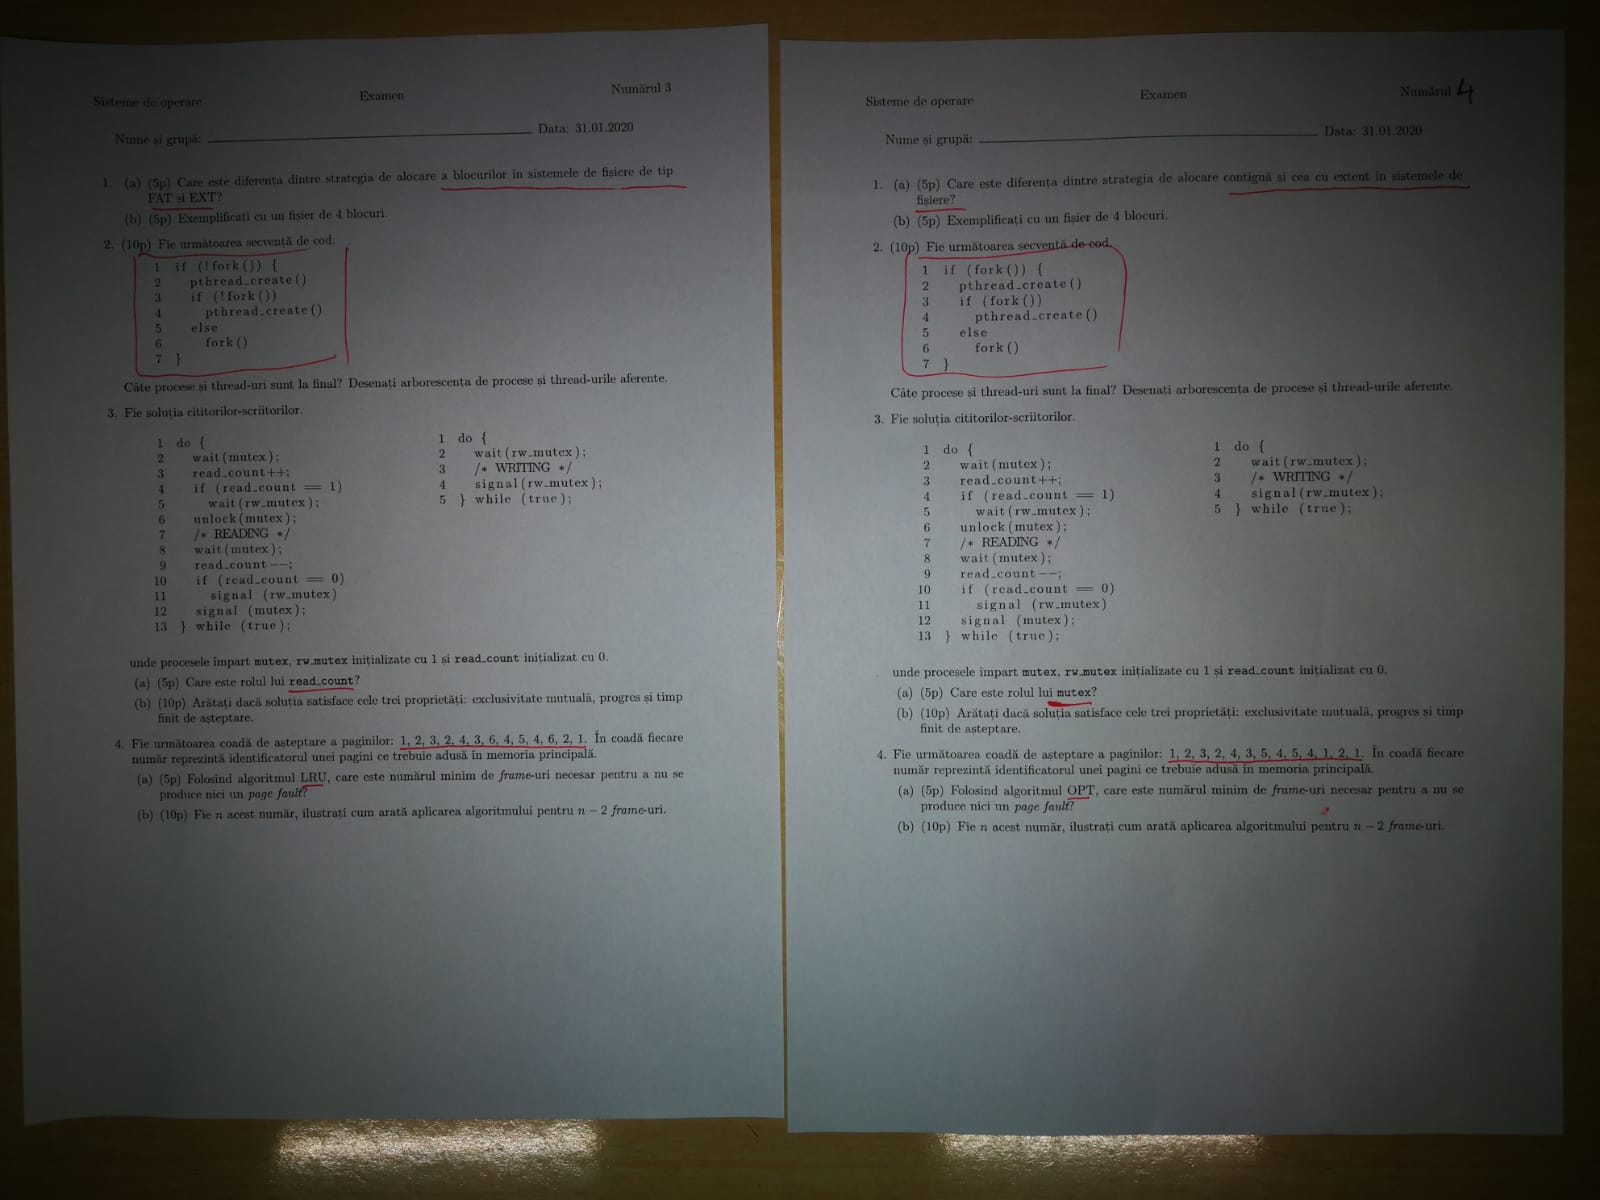 Sisteme de operare Examen Numărul 3
Nume și grupă: Data: 31.01.2020
1. (a) (5p) Care este diferența dintre strategia de alocare a blocurilor in sistemele de fișiere de tip
FAT și EXT?
(b) (5p) Exemplificați cu un fișier de 4 blocuri.
2. (10p) Fie următoarea secvență de cod.
1 if (!fork()) {
2 pthread_create()
3 if (!fork())
4 pthread_create()
5 else
6 fork()
7 }
Câte procese și thread-uri sunt la final? Desenați arborescența de procese și thread-urile aferente.
3. Fie soluția cititorilor-scriitorilor.
1 do {
2 wait(mutex);
3 read_count++;
4 if (read_count == 1)
5 wait(rw_mutex);
6 unlock(mutex);
7 /* READING */
8 wait(mutex);
9 read_count--;
10 if (read_count == 0)
11 signal (rw_mutex)
12 signal (mutex);
13 } while (true);
1 do {
2 wait(rw_mutex);
3 /* WRITING */
4 signal(rw_mutex);
5 } while (true);
unde procesele împart mutex, rw_mutex inițializate cu 1 și read_count inițializat cu 0.
(a) (5p) Care este rolul lui read_count?
(b) (10p) Arătați dacă soluția satisface cele trei proprietăți: exclusivitate mutuală, progres și timp
finit de așteptare.
4. Fie următoarea coadă de așteptare a paginilor: 1, 2, 3, 2, 4, 3, 6, 4, 5, 4, 6, 2, 1. În coadă fiecare
număr reprezintă identificatorul unei pagini ce trebuie adusă în memoria principală.
(a) (5p) Folosind algoritmul LRU, care este numărul minim de frame-uri necesar pentru a nu se
produce nici un page fault?
(b) (10p) Fie n acest număr, ilustrați cum arată aplicarea algoritmului pentru n − 2 frame-uri.
Sisteme de operare Examen Numărul 4
Nume și grupă: Data: 31.01.2020
1. (a) (5p) Care este diferența dintre strategia de alocare contiguă și cea cu extent in sistemele de
fișiere?
(b) (5p) Exemplificați cu un fișier de 4 blocuri.
2. (10p) Fie următoarea secvență de cod.
1 if (fork()) {
2 pthread_create()
3 if (fork())
4 pthread_create()
5 else
6 fork()
7 }
Câte procese și thread-uri sunt la final? Desenați arborescența de procese și thread-urile aferente.
3. Fie soluția cititorilor-scriitorilor.
1 do {
2 wait(mutex);
3 read_count++;
4 if (read_count == 1)
5 wait(rw_mutex);
6 unlock(mutex);
7 /* READING */
8 wait(mutex);
9 read_count--;
10 if (read_count == 0)
11 signal (rw_mutex)
12 signal (mutex);
13 } while (true);
1 do {
2 wait(rw_mutex);
3 /* WRITING */
4 signal(rw_mutex);
5 } while (true);
unde procesele împart mutex, rw_mutex inițializate cu 1 și read_count inițializat cu 0.
(a) (5p) Care este rolul lui mutex?
(b) (10p) Arătați dacă soluția satisface cele trei proprietăți: exclusivitate mutuală, progres și timp
finit de așteptare.
4. Fie următoarea coadă de așteptare a paginilor: 1, 2, 3, 2, 4, 3, 5, 4, 5, 4, 1, 2, 1. În coadă fiecare
număr reprezintă identificatorul unei pagini ce trebuie adusă în memoria principală.
(a) (5p) Folosind algoritmul OPT, care este numărul minim de frame-uri necesar pentru a nu se
produce nici un page fault?
(b) (10p) Fie n acest număr, ilustrați cum arată aplicarea algoritmului pentru n − 2 frame-uri.